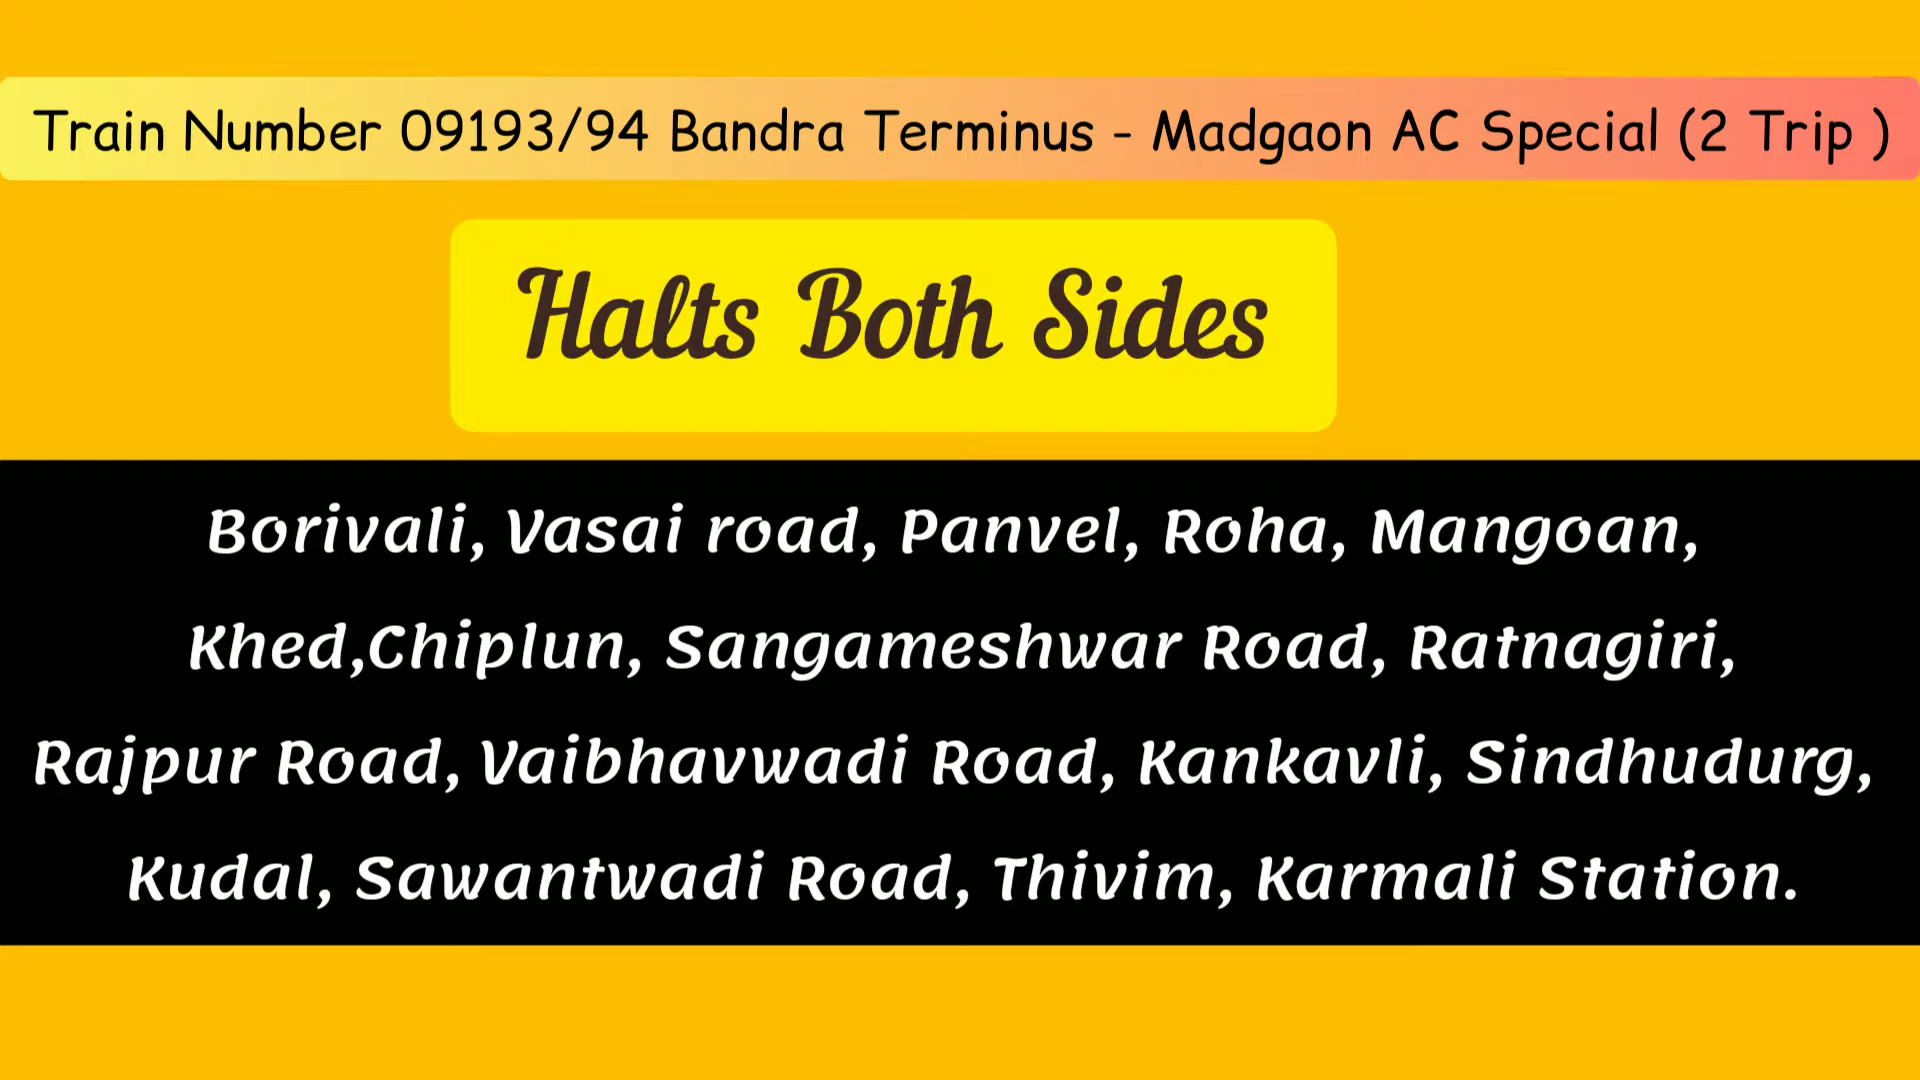 Train Number 09193/94 Bandra Terminus - Madgaon AC Special (2 Trip )
Halts Both Sides
Borivali, Vasai road, Panvel, Roha, Mangoan,
Khed,Chiplun, Sangameshwar Road, Ratnagiri,
Rajpur Road, Vaibhavwadi Road, Kankavli, Sindhudurg,
Kudal, Sawantwadi Road, Thivim, Karmali Station.